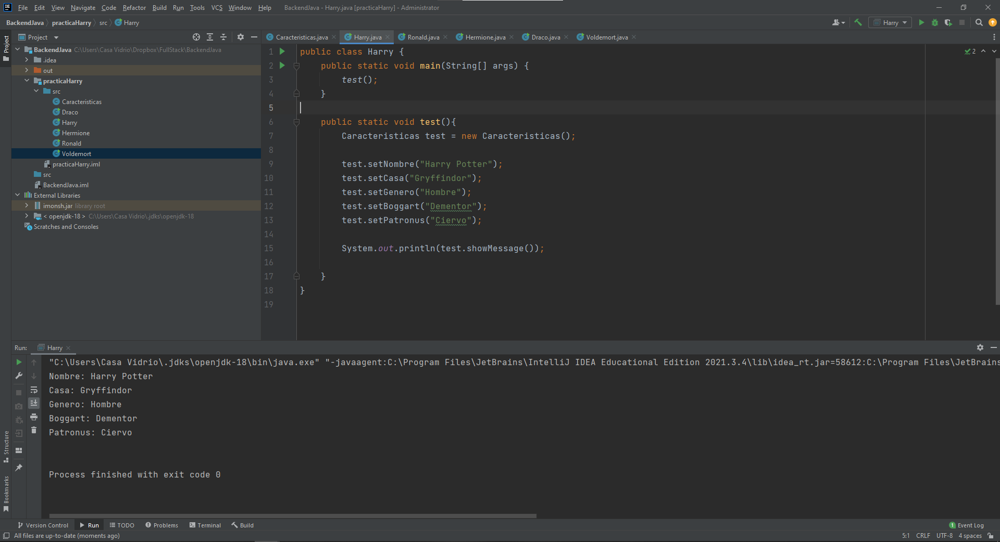 File Edit View Navigate Code Refactor Build Run Tools VCS Window Help BackendJava - Harry.java [practicaHarry] - Administrator
BackendJava practicaHarry src Harry
Harry
Project
Project
Caracteristicas.java Harry.java Ronald.java Hermione.java Draco.java Voldemort.java
BackendJava C:\Users\Casa Vidrio\Dropbox\FullStack\BackendJava
.idea
out
practicaHarry
src
Caracteristicas
Draco
Harry
Hermione
Ronald
Voldemort
practicaHarry.iml
src
BackendJava.iml
External Libraries
imonsh.jar library root
< openjdk-18 > C:\Users\Casa Vidrio\.jdks\openjdk-18
Scratches and Consoles
2
1 public class Harry {
2 public static void main(String[] args) {
3 test();
4 }
5
6 public static void test(){
7 Caracteristicas test = new Caracteristicas();
8
9 test.setNombre("Harry Potter");
10 test.setCasa("Gryffindor");
11 test.setGenero("Hombre");
12 test.setBoggart("Dementor");
13 test.setPatronus("Ciervo");
14
15 System.out.println(test.showMessage());
16
17 }
18 }
19
Run: Harry
"C:\Users\Casa Vidrio\.jdks\openjdk-18\bin\java.exe" "-javaagent:C:\Program Files\JetBrains\IntelliJ IDEA Educational Edition 2021.3.4\lib\idea_rt.jar=58612:C:\Program Files\JetBrains
Nombre: Harry Potter
Casa: Gryffindor
Genero: Hombre
Boggart: Dementor
Patronus: Ciervo
Process finished with exit code 0
Structure
Bookmarks
Version Control Run TODO Problems Terminal Build 1 Event Log
All files are up-to-date (moments ago) 5:1 CRLF UTF-8 4 spaces